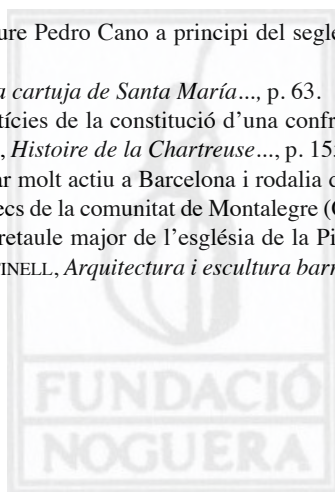 ure Pedro Cano a principi del segle
a cartuja de Santa María..., p. 63.
tícies de la constitució d’una confr
, Histoire de la Chartreuse..., p. 15
ar molt actiu a Barcelona i rodalia
ecs de la comunitat de Montalegre (
retaule major de l’església de la Pi
TINELL, Arquitectura i escultura barr
FUNDACIÓ
NOGUERA